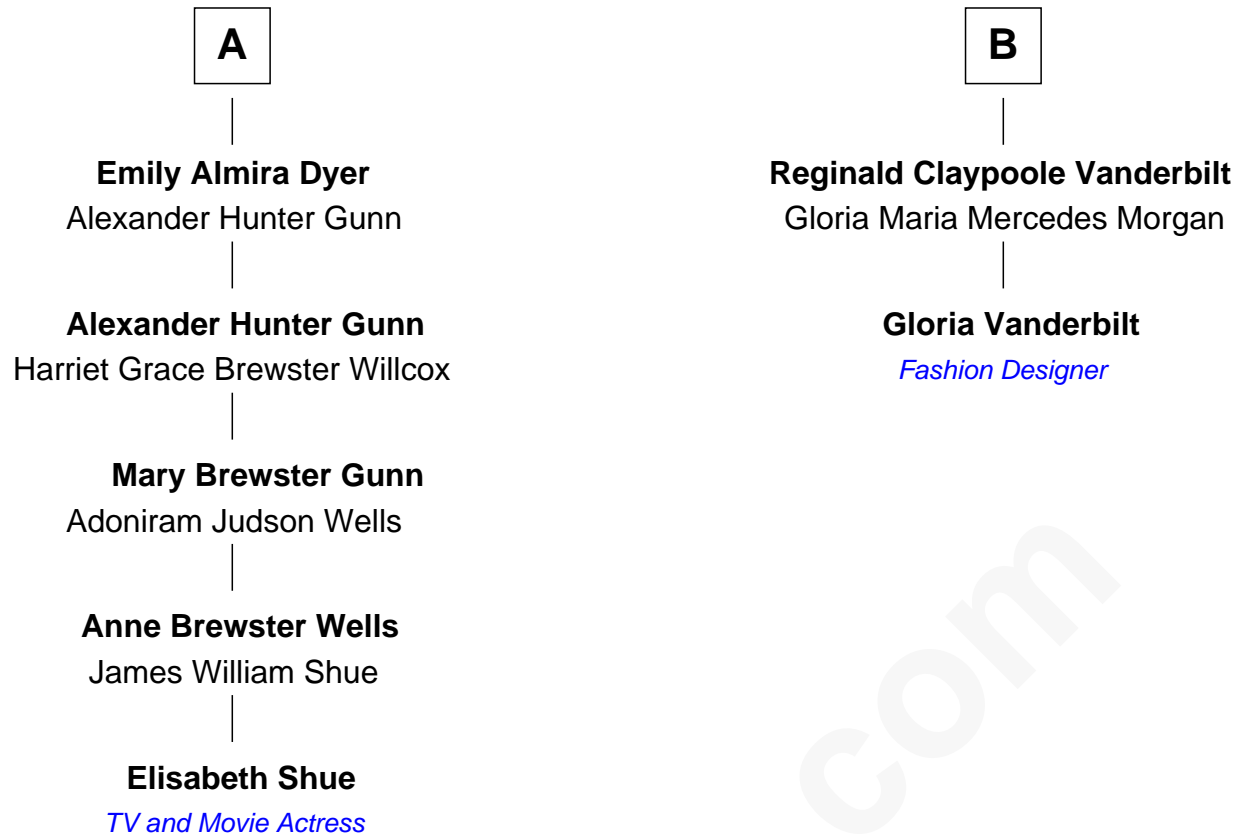 A
Emily Almira Dyer
Alexander Hunter Gunn
Alexander Hunter Gunn
Harriet Grace Brewster Willcox
Mary Brewster Gunn
Adoniram Judson Wells
Anne Brewster Wells
James William Shue
Elisabeth Shue
TV and Movie Actress
B
Reginald Claypoole Vanderbilt
Gloria Maria Mercedes Morgan
Gloria Vanderbilt
Fashion Designer
com